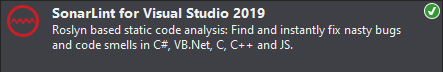 SonarLint for Visual Studio 2019
Roslyn based static code analysis: Find and instantly fix nasty bugs
and code smells in C#, VB.Net, C, C++ and JS.